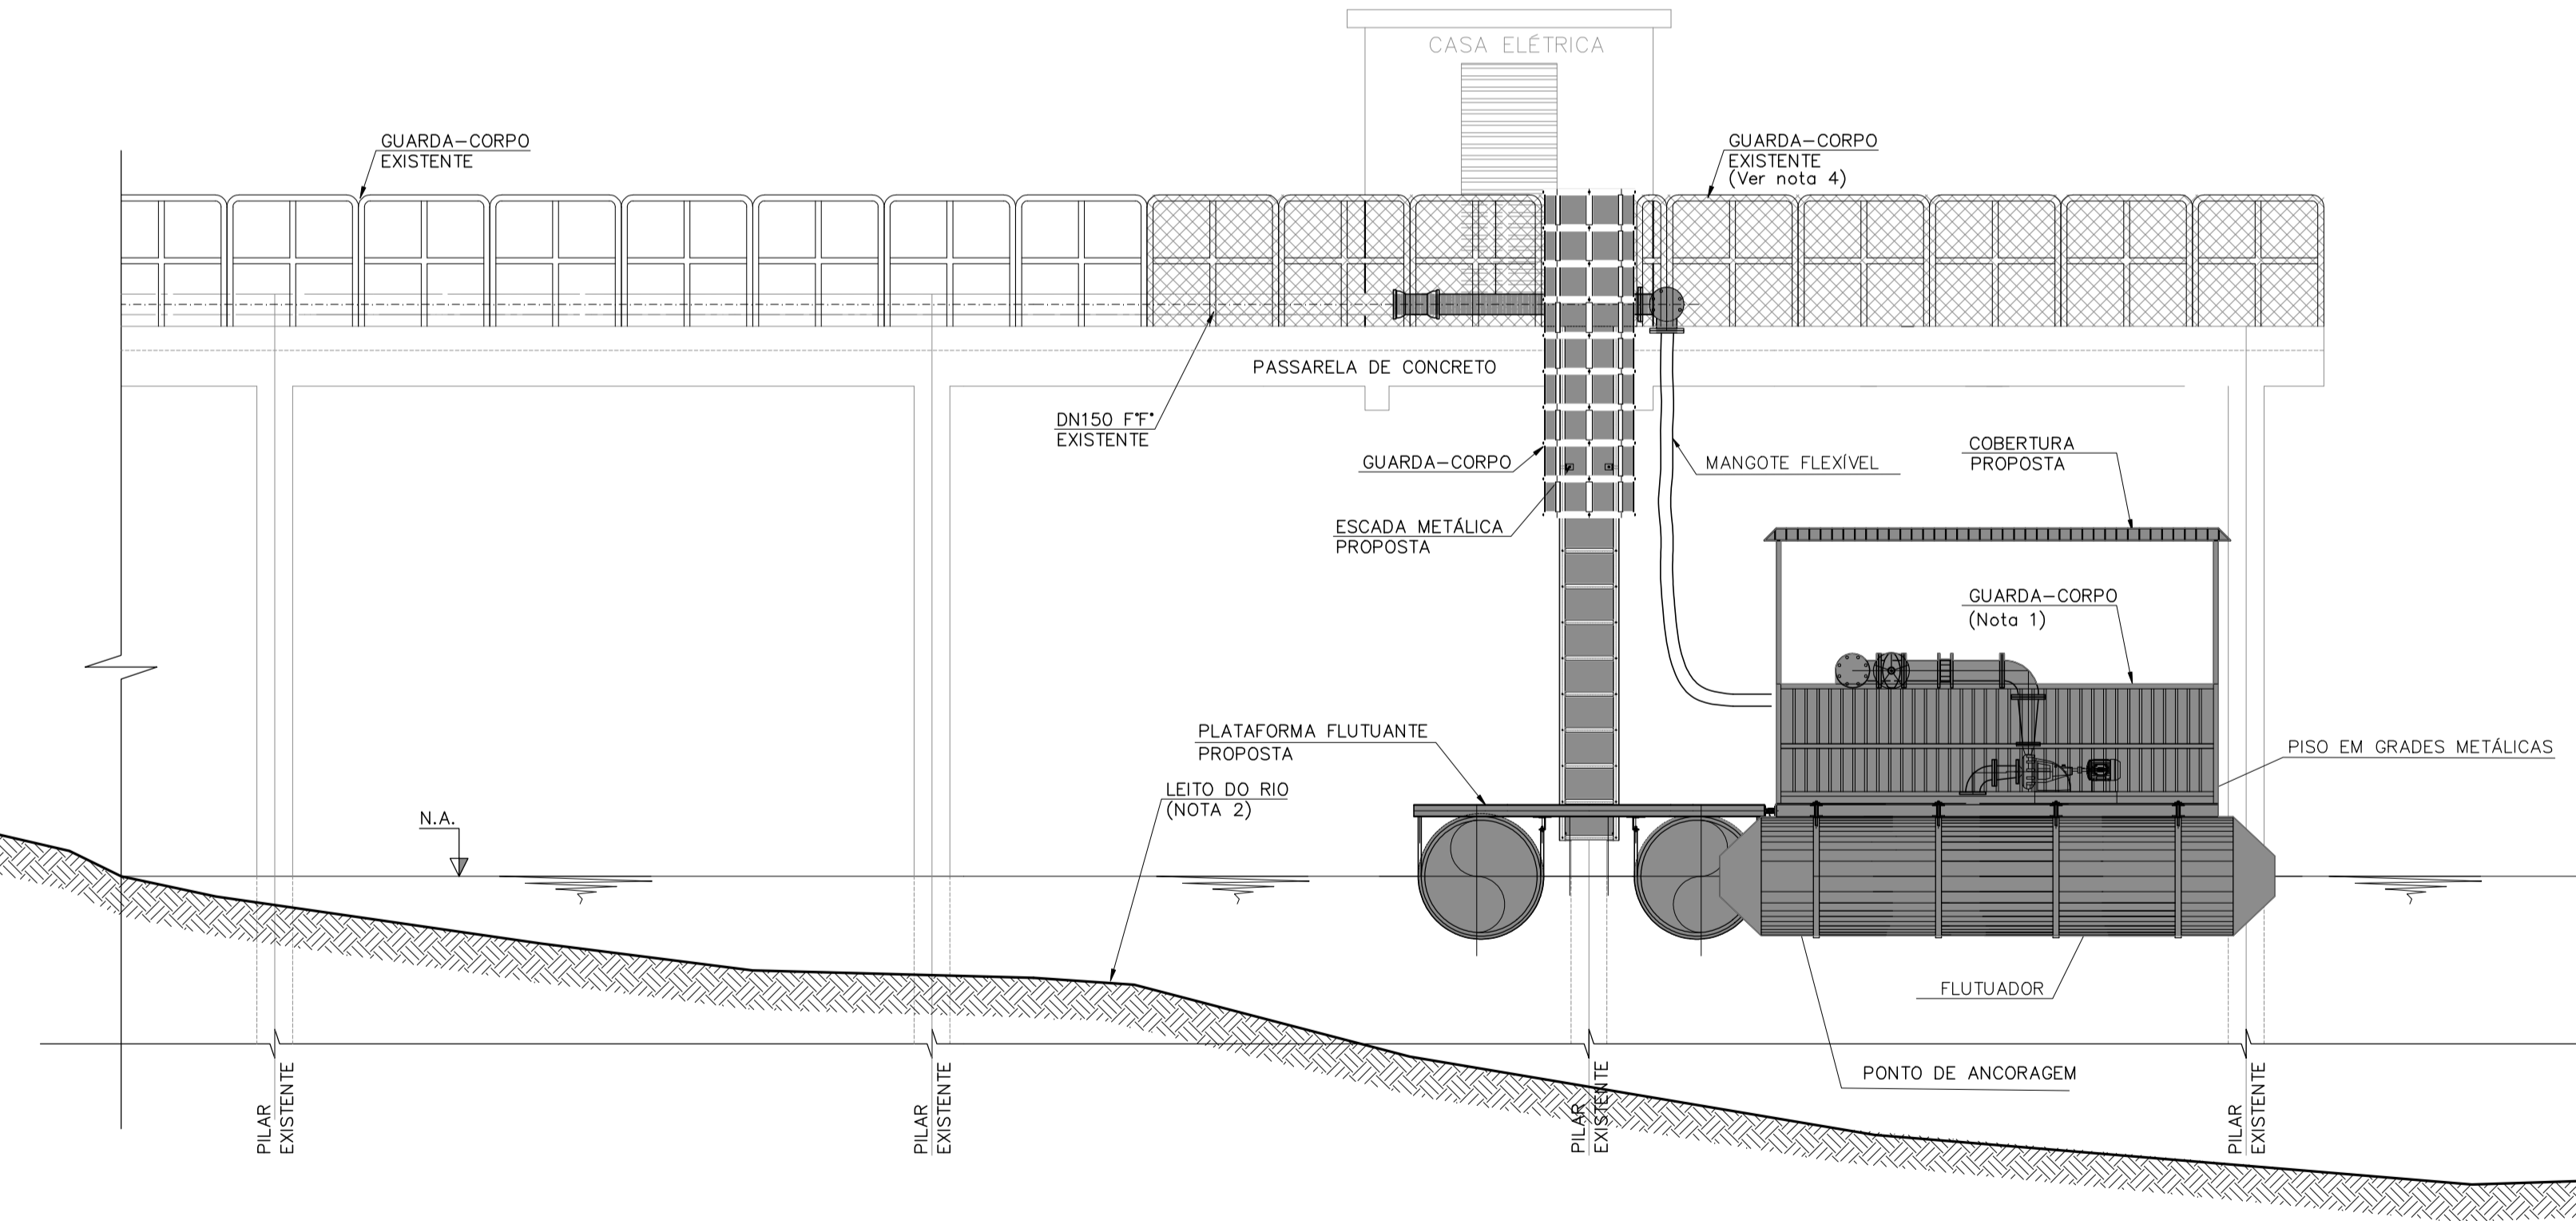 CASA ELÉTRICA
GUARDA-CORPO
EXISTENTE
GUARDA-CORPO
EXISTENTE
(Ver nota 4)
PASSARELA DE CONCRETO
DN150 F°F°
EXISTENTE
GUARDA-CORPO
MANGOTE FLEXÍVEL
COBERTURA
PROPOSTA
ESCADA METÁLICA
PROPOSTA
GUARDA-CORPO
(Nota 1)
PLATAFORMA FLUTUANTE
PROPOSTA
PISO EM GRADES METÁLICAS
LEITO DO RIO
(NOTA 2)
N.A.
FLUTUADOR
PONTO DE ANCORAGEM
PILAR
EXISTENTE
PILAR
EXISTENTE
PILAR
EXISTENTE
PILAR
EXISTENTE